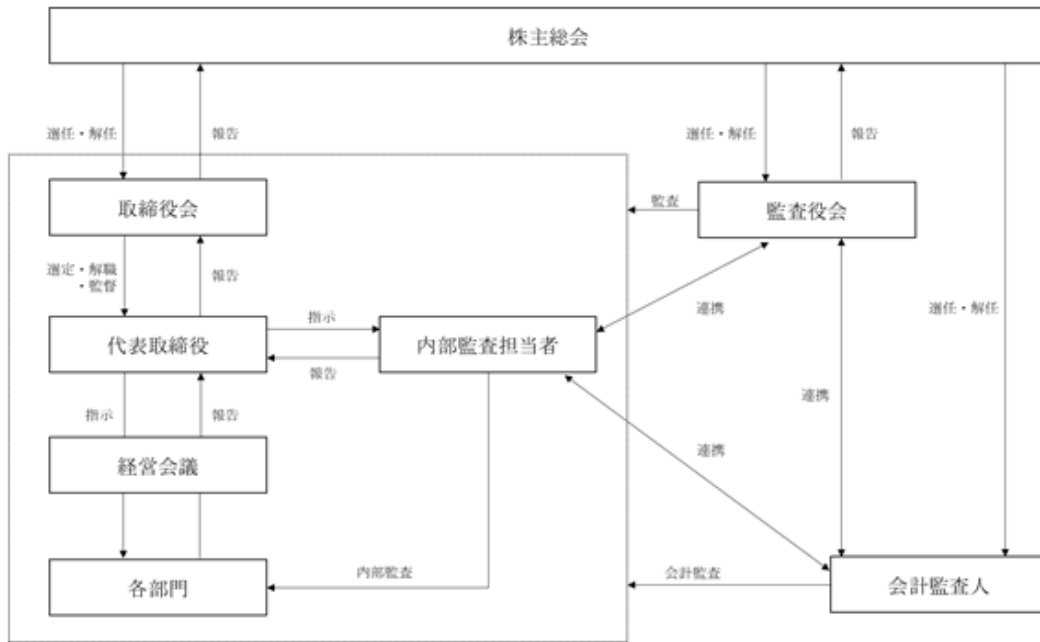 株主総会
選任・解任
報告
選任・解任
報告
取締役会
監査
監査役会
選定・解職
・監督
報告
連携
選任・解任
代表取締役
指示
内部監査担当者
報告
連携
指示
報告
経営会議
連携
各部門
内部監査
会計監査
会計監査人